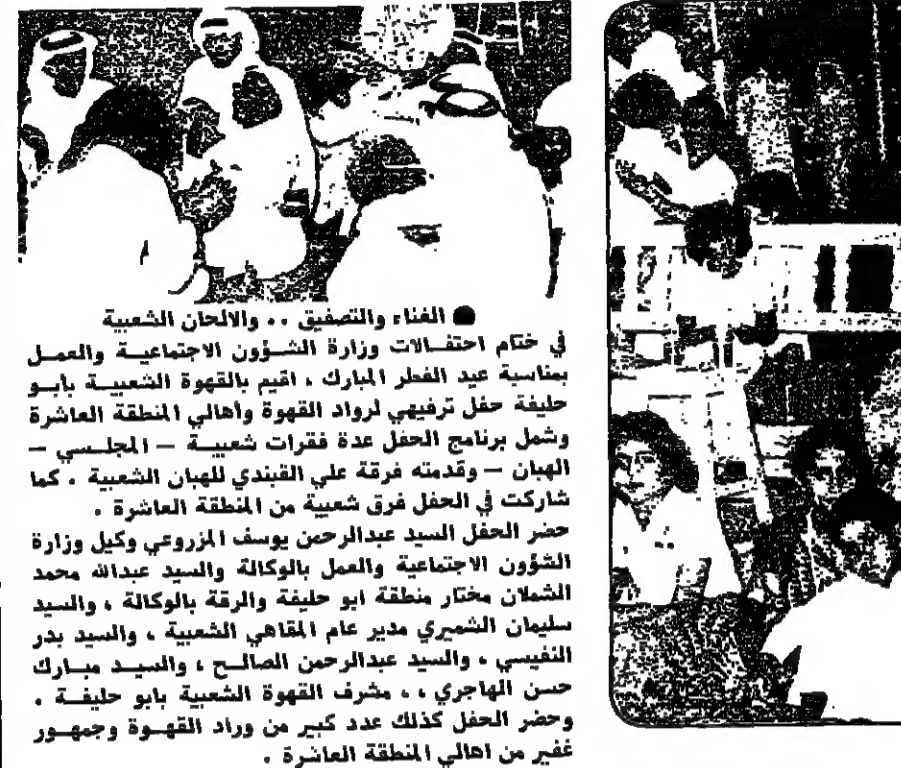 ● الغناء والتصفيق .. والالحان الشعبية
في ختام احتفالات وزارة الشؤون الاجتماعية والعمل
بمناسبة عيد الفطر المبارك ، اقيم بالقهوة الشعبية بابو
حليفة حفل ترفيهي لرواد القهوة وأهالي المنطقة العاشرة
وشمل برنامج الحفل عدة فقرات شعبية — المجلسي —
الهبان — وقدمته فرقة علي القبندي للهبان الشعبية . كما
شاركت في الحفل فرق شعبية من المنطقة العاشرة .
حضر الحفل السيد عبدالرحمن يوسف المزروعي وكيل وزارة
الشؤون الاجتماعية والعمل بالوكالة والسيد عبدالله محمد
الشملان مختار منطقة ابو حليفة والرقة بالوكالة ، والسيد
سليمان الشميري مدير عام المقاهي الشعبية ، والسيد بدر
النفيسي ، والسيد عبدالرحمن الصالح ، والسيد مبارك
حسن الهاجري ، ، مشرف القهوة الشعبية بابو حليفة .
وحضر الحفل كذلك عدد كبير من وراد القهوة وجمهور
غفير من اهالي المنطقة العاشرة .